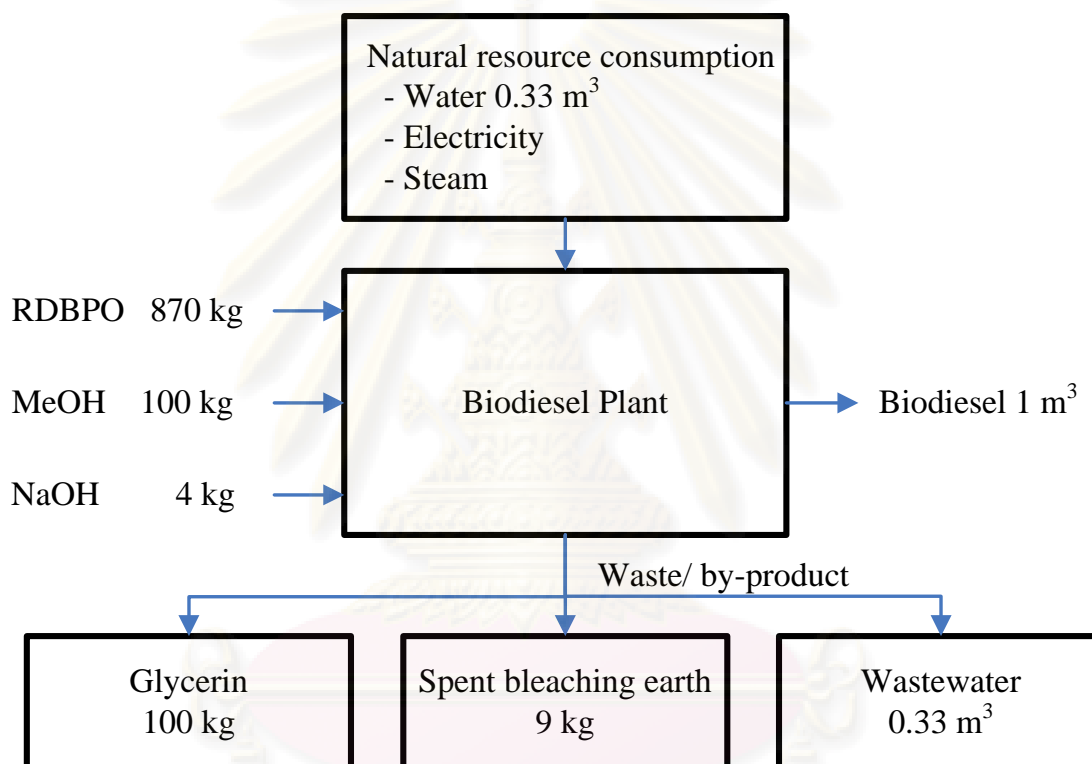 Natural resource consumption
- Water 0.33 m³
- Electricity
- Steam
RDBPO 870 kg
MeOH 100 kg
Biodiesel Plant
Biodiesel 1 m³
NaOH 4 kg
Waste/ by-product
Glycerin
100 kg
Spent bleaching earth
9 kg
Wastewater
0.33 m³